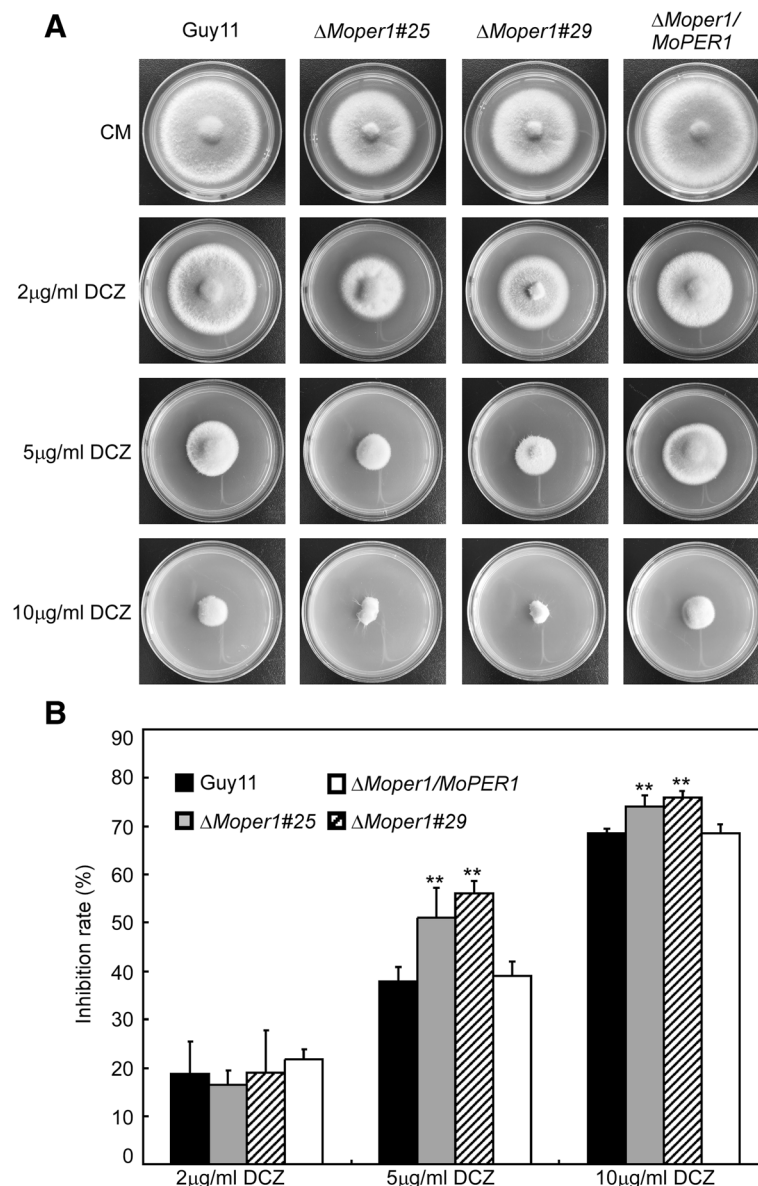 A
Guy11
ΔMoper1#25
ΔMoper1#29
ΔMoper1/
MoPER1
CM
2μg/ml DCZ
5μg/ml DCZ
10μg/ml DCZ
B
90
80
70
60
50
40
30
20
10
0
Inhibition rate (%)
Guy11
ΔMoper1/MoPER1
ΔMoper1#25
ΔMoper1#29
** **
** **
2μg/ml DCZ
5μg/ml DCZ
10μg/ml DCZ